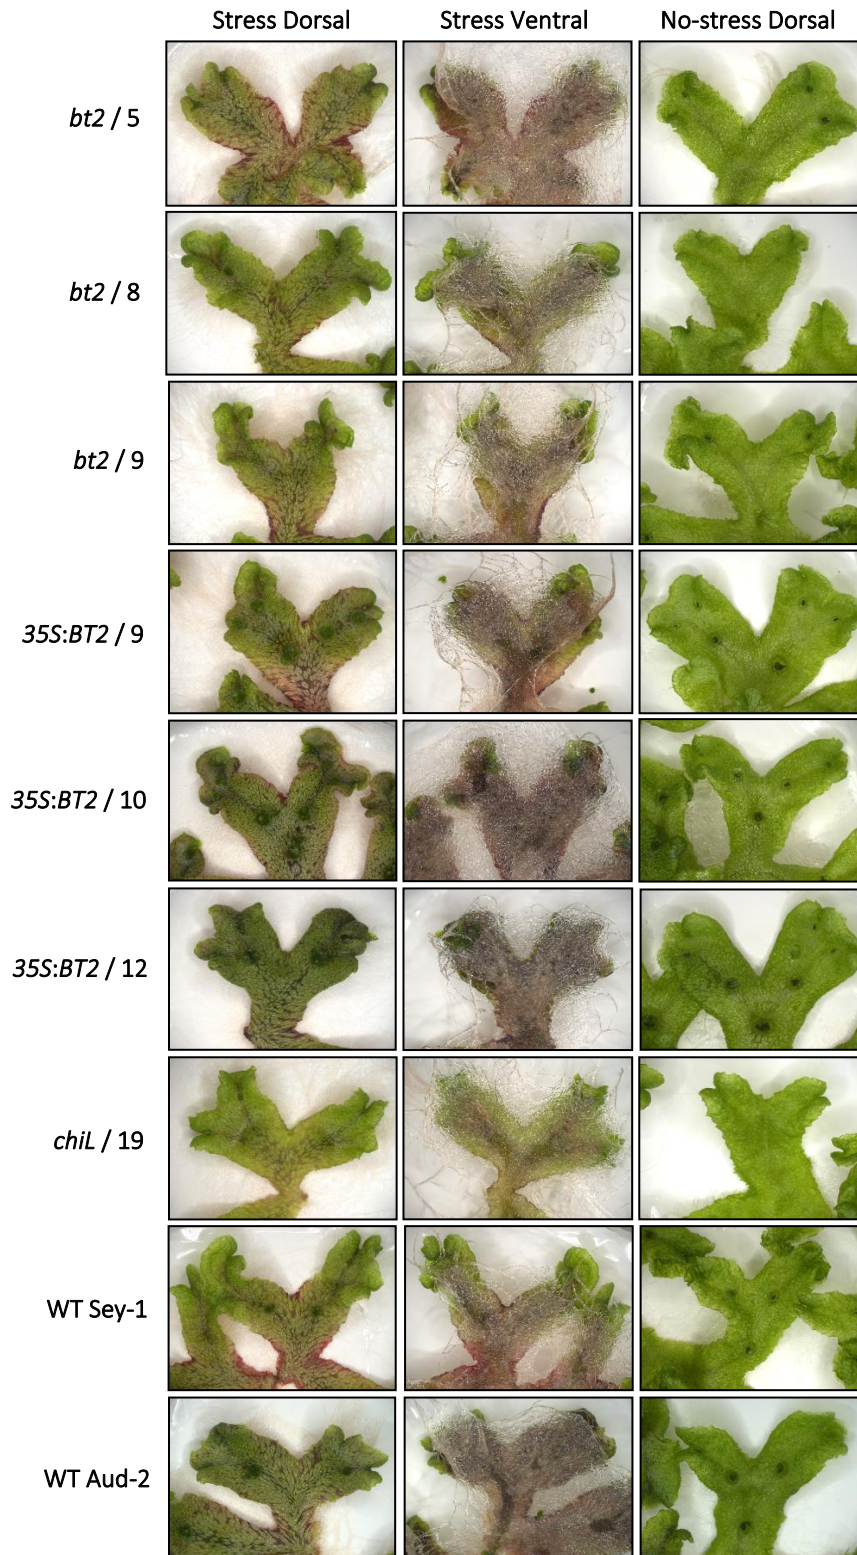 Stress Dorsal Stress Ventral No-stress Dorsal
bt2 / 5
bt2 / 8
bt2 / 9
35S:BT2 / 9
35S:BT2 / 10
35S:BT2 / 12
chiL / 19
WT Sey-1
WT Aud-2